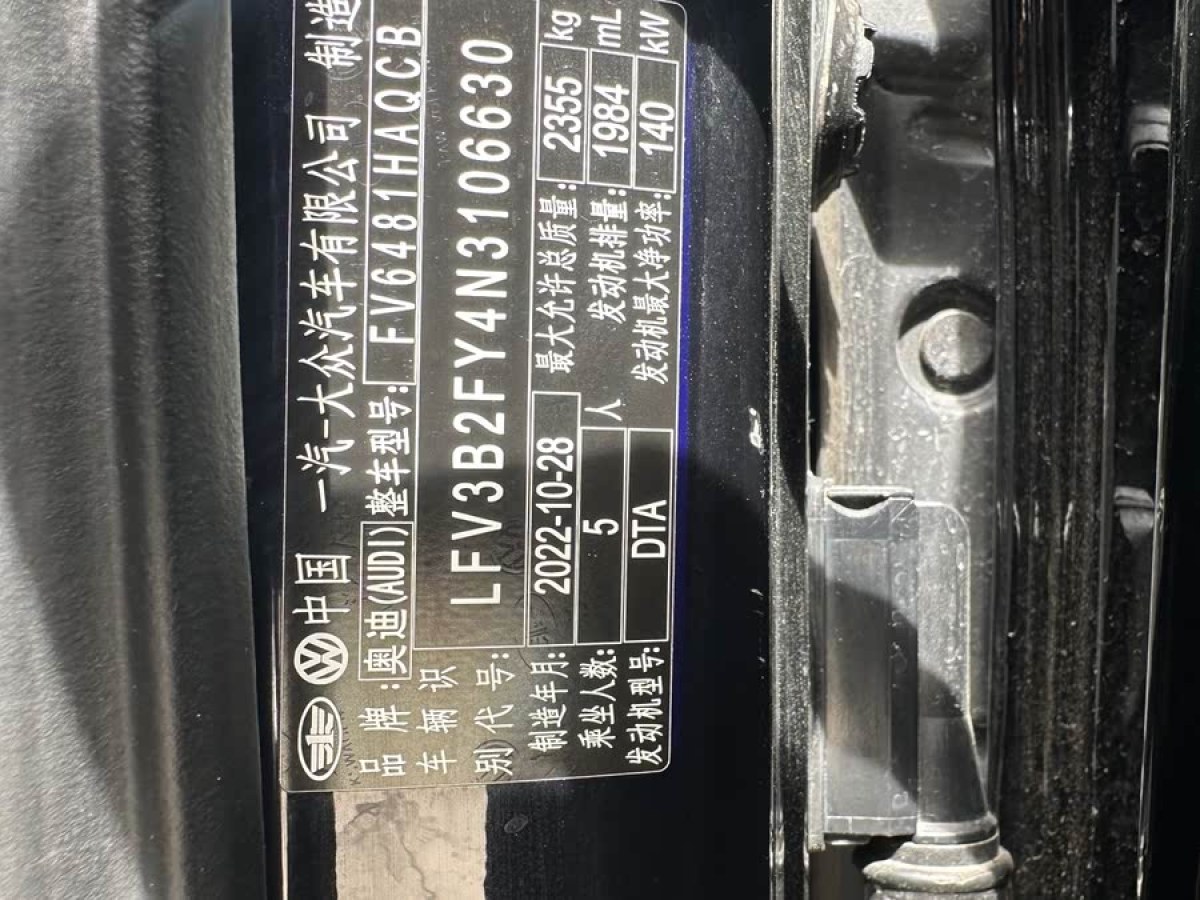 中国 一汽-大众汽车有限公司 制造
品牌:奥迪(AUDI) 整车型号:FV6481HAQCB
车辆识
别代号: LFV3B2FY4N3106630
制造年月: 2022-10-28 最大允许总质量: 2355 kg
乘坐人数: 5 人 发动机排量: 1984 mL
发动机型号: DTA 发动机最大净功率: 140 kW